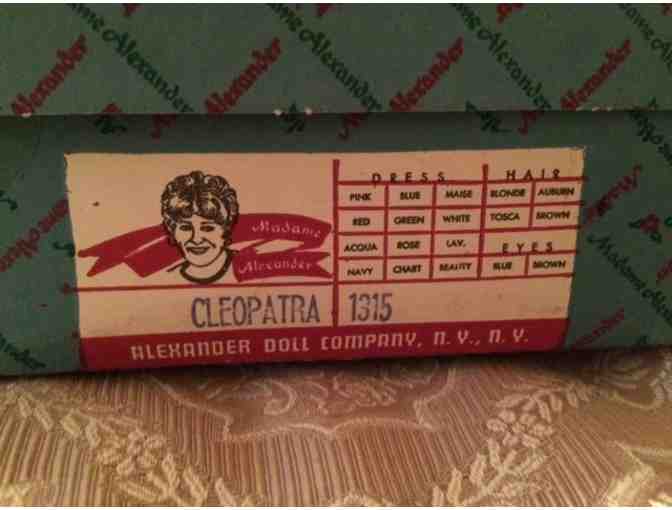 Madame Alexander
Madame Alexander
DRESS HAIR
PINK BLUE MAISE BLONDE AUBURN
RED GREEN WHITE TOSCA BROWN
ACQUA ROSE LAV. EYES
NAVY CHART BEAUTY BLUE BROWN
CLEOPATRA 1315
ALEXANDER DOLL COMPANY, N. Y., N. Y.